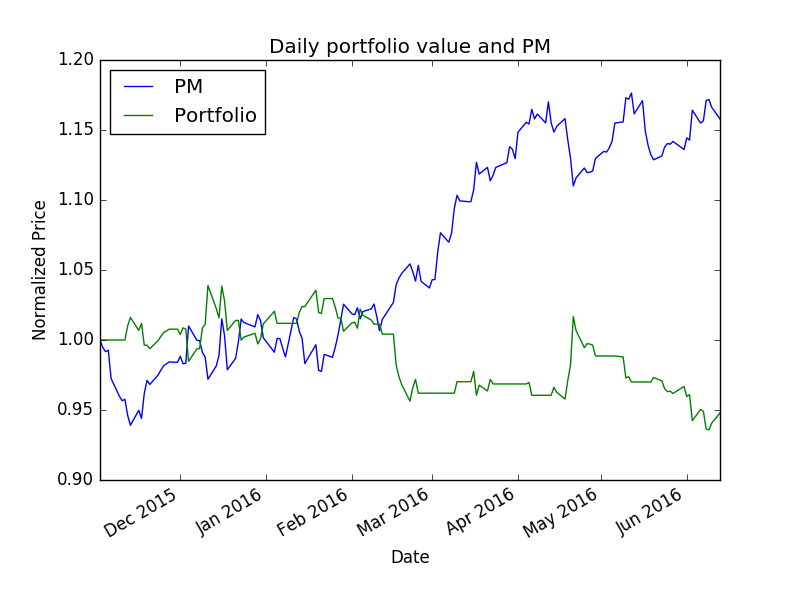 Daily portfolio value and PM
PM
Portfolio
1.20
1.15
1.10
1.05
1.00
0.95
0.90
Normalized Price
Dec 2015
Jan 2016
Feb 2016
Mar 2016
Apr 2016
May 2016
Jun 2016
Date